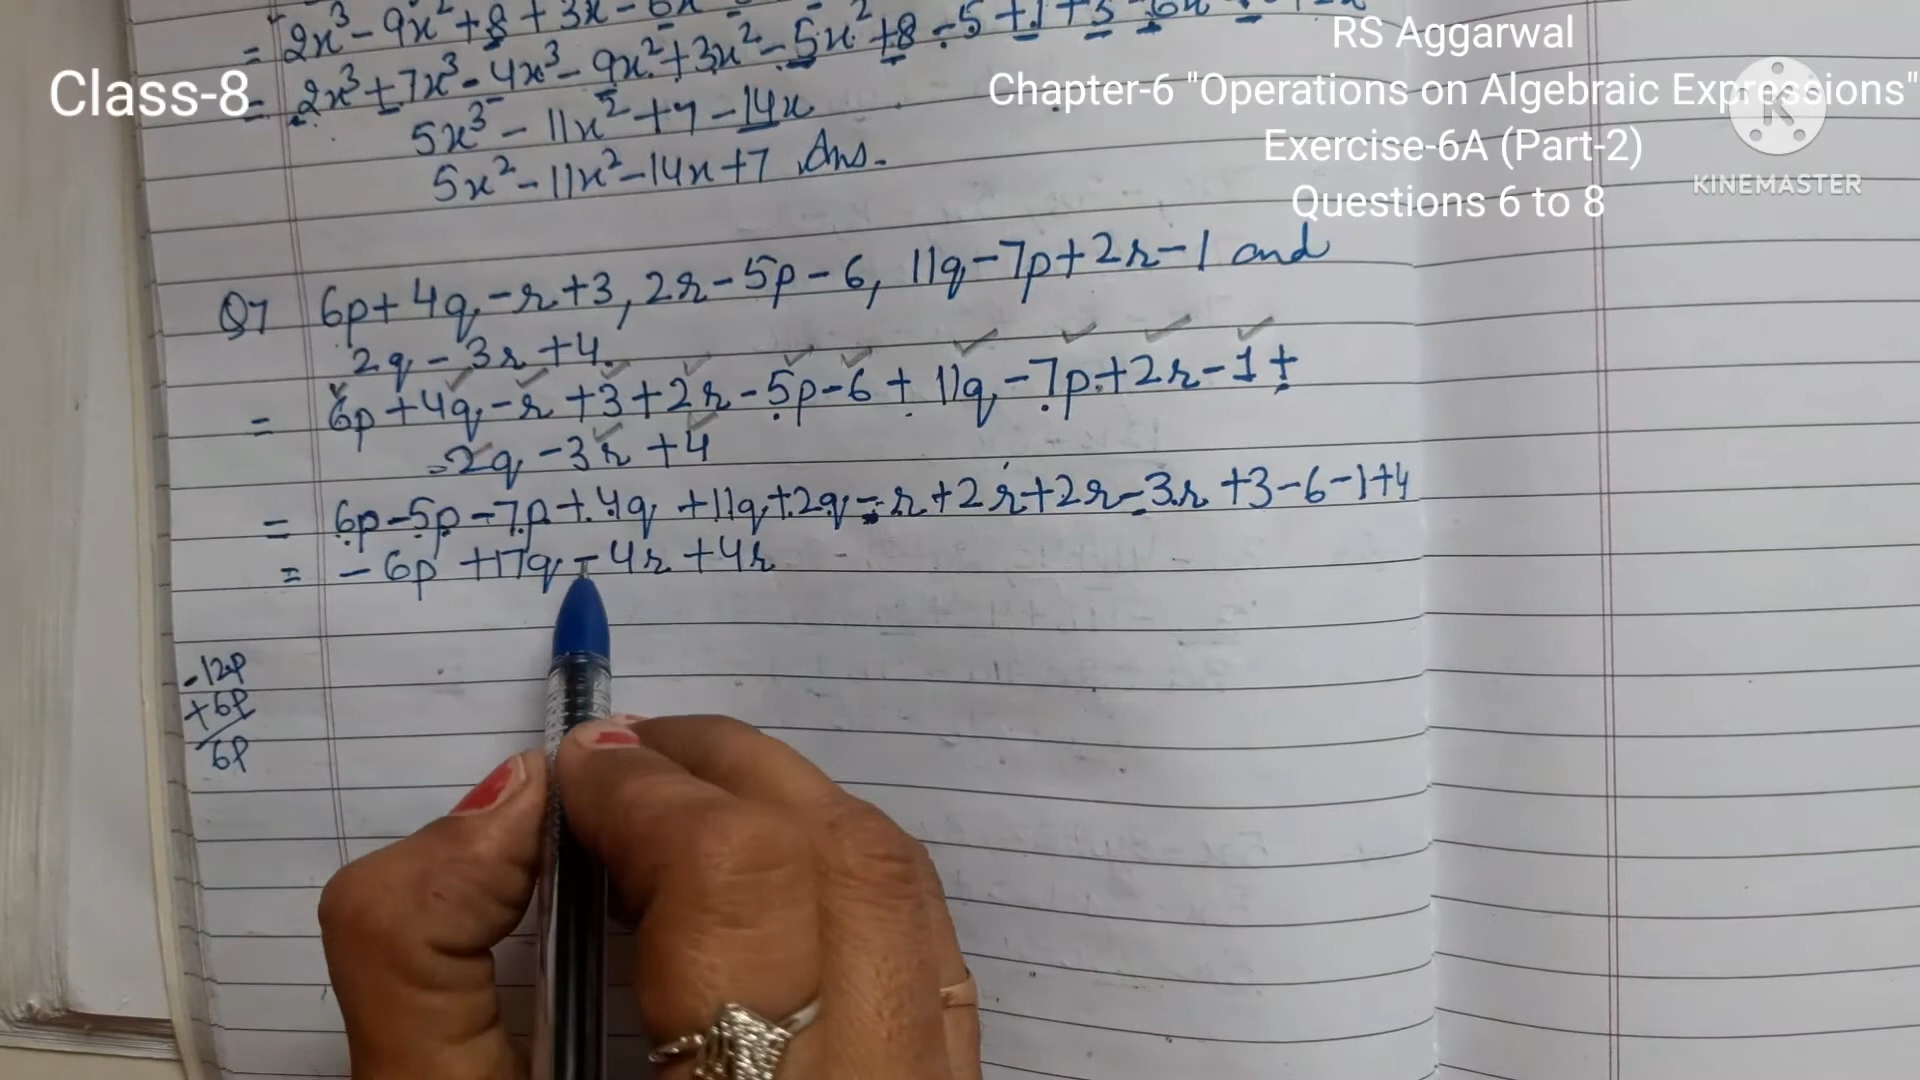 = 2x³ - 9x² + 8 + 3x - 6x
= 2x³ + 7x³ - 4x³ - 9x² + 3x² - 5x² + 8 - 5 + 1 + 3 - 6x
Class-8
5x³ - 11x² + 7 - 14x
5x² - 11x² - 14x + 7 Ans.
RS Aggarwal
Chapter-6 "Operations on Algebraic Expressions"
Exercise-6A (Part-2)
Questions 6 to 8
KINEMASTER
Q7 6p + 4q - r + 3, 2r - 5p - 6, 11q - 7p + 2r - 1 and
2q - 3r + 4.
= 6p + 4q - r + 3 + 2r - 5p - 6 + 11q - 7p + 2r - 1 +
2q - 3r + 4
= 6p - 5p - 7p + 4q + 11q + 2q - r + 2r + 2r - 3r + 3 - 6 - 1 + 4
= - 6p + 17q - 4r + 4r
- 12p
+ 6p
6p